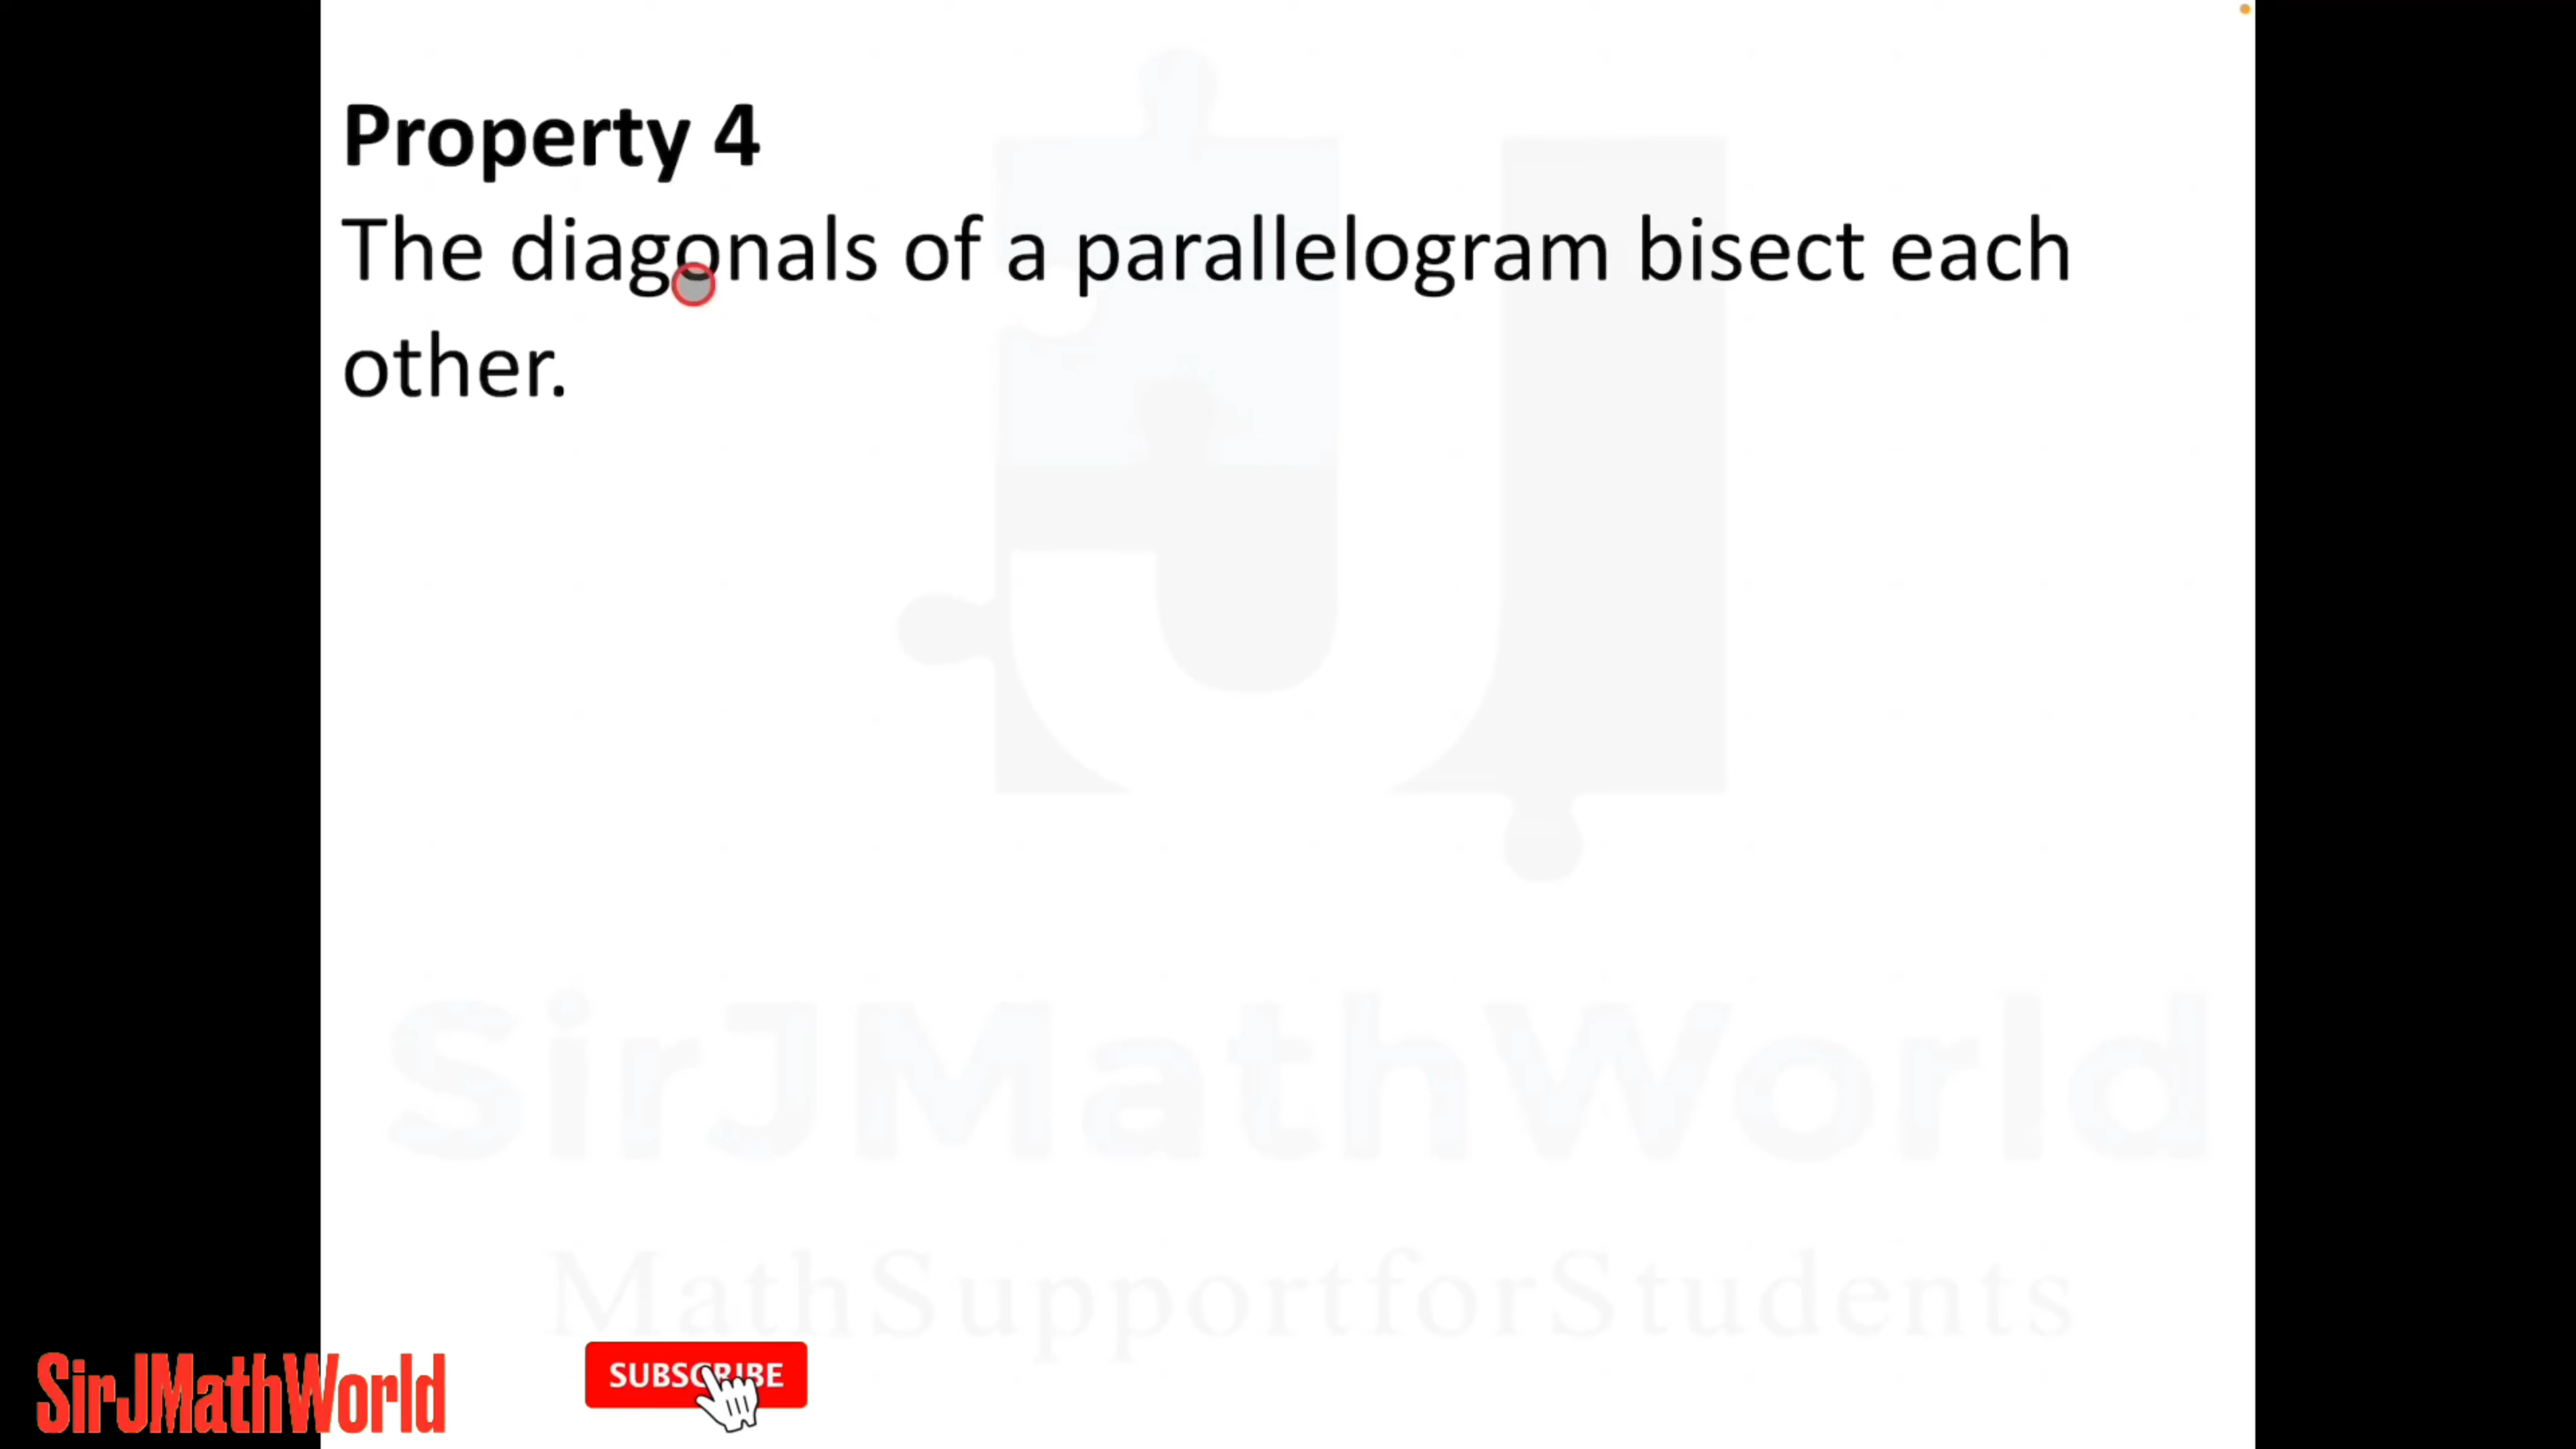 Property 4
The diagonals of a parallelogram bisect each
other.
SirJMathWorld
MathSupportforStudents
SirJMathWorld
SUBSCRIBE